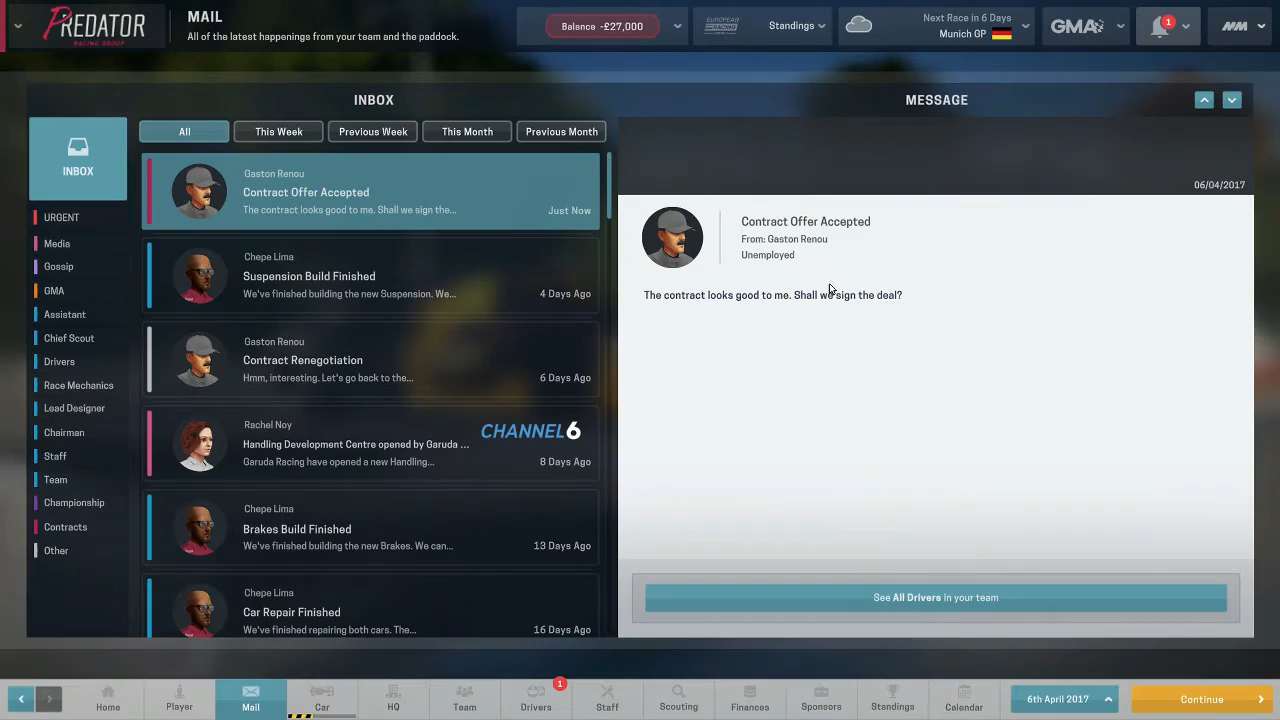 PREDATOR
RACING GROUP
MAIL
All of the latest happenings from your team and the paddock.
Balance -£27,000
EUROPEAN
RACING
Standings
Next Race in 6 Days
Munich GP
GMA
1
INBOX
MESSAGE
INBOX
All
This Week
Previous Week
This Month
Previous Month
URGENT
Media
Gossip
GMA
Assistant
Chief Scout
Drivers
Race Mechanics
Lead Designer
Chairman
Staff
Team
Championship
Contracts
Other
Gaston Renou
Contract Offer Accepted
The contract looks good to me. Shall we sign the...
Just Now
Chepe Lima
Suspension Build Finished
We've finished building the new Suspension. We...
4 Days Ago
Gaston Renou
Contract Renegotiation
Hmm, interesting. Let's go back to the...
6 Days Ago
Rachel Noy
Handling Development Centre opened by Garuda ...
Garuda Racing have opened a new Handling...
CHANNEL6
8 Days Ago
Chepe Lima
Brakes Build Finished
We've finished building the new Brakes. We can...
13 Days Ago
Chepe Lima
Car Repair Finished
We've finished repairing both cars. The...
16 Days Ago
06/04/2017
Contract Offer Accepted
From: Gaston Renou
Unemployed
The contract looks good to me. Shall we sign the deal?
See All Drivers in your team
Home
Player
Mail
Car
HQ
Team
1
Drivers
Staff
Scouting
Finances
Sponsors
Standings
Calendar
6th April 2017
Continue